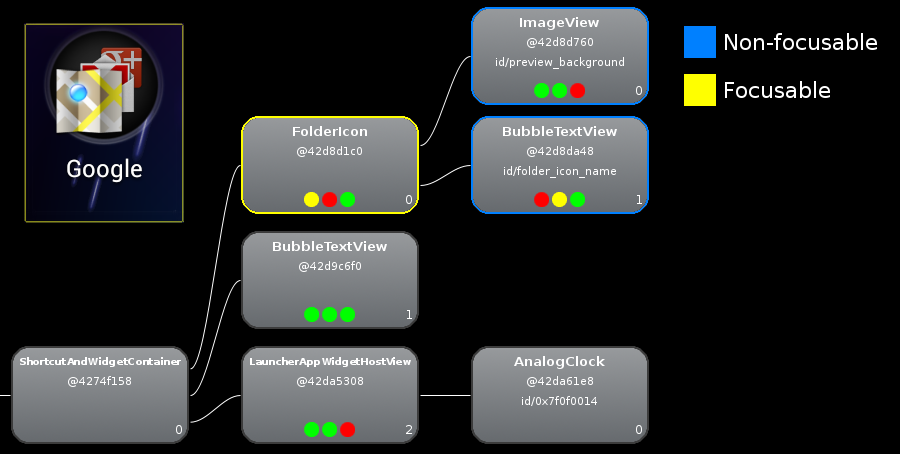 Google
ImageView
@42d8d760
id/preview_background
0
Non-focusable
Focusable
FolderIcon
@42d8d1c0
0
BubbleTextView
@42d8da48
id/folder_icon_name
1
BubbleTextView
@42d9c6f0
1
ShortcutAndWidgetContainer
@4274f158
0
LauncherAppWidgetHostView
@42da5308
2
AnalogClock
@42da61e8
id/0x7f0f0014
0